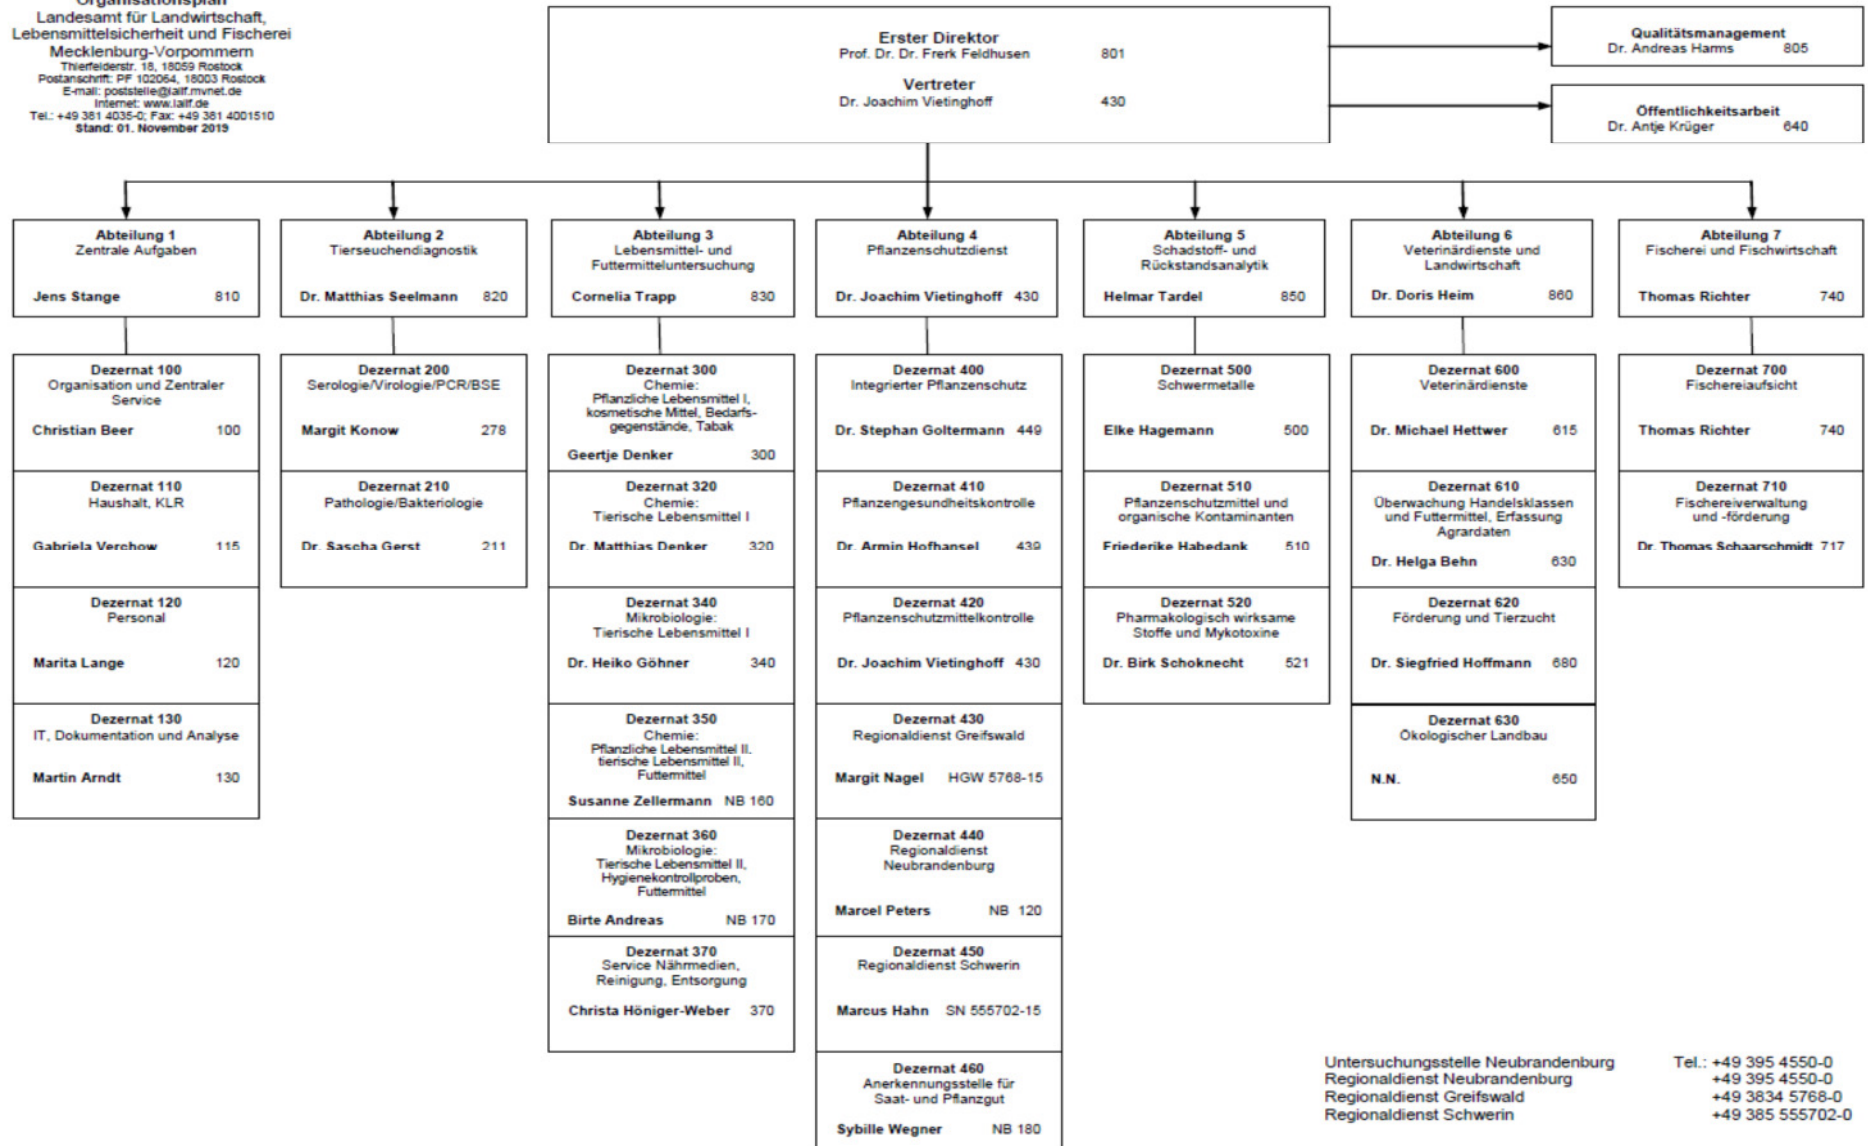 Organisationsplan
Landesamt für Landwirtschaft,
Lebensmittelsicherheit und Fischerei
Mecklenburg-Vorpommern
Thierfelderstr. 18, 18059 Rostock
Postanschrift: PF 102064, 18003 Rostock
E-mail: poststelle@lallf.mvnet.de
Internet: www.lallf.de
Tel.: +49 381 4035-0; Fax: +49 381 4001510
Stand: 01. November 2019
Erster Direktor
Prof. Dr. Dr. Frerk Feldhusen 801
Vertreter
Dr. Joachim Vietinghoff 430
Qualitätsmanagement
Dr. Andreas Harms 805
Öffentlichkeitsarbeit
Dr. Antje Krüger 640
Abteilung 1
Zentrale Aufgaben
Jens Stange 810
Abteilung 2
Tierseuchendiagnostik
Dr. Matthias Seelmann 820
Abteilung 3
Lebensmittel- und
Futtermitteluntersuchung
Cornelia Trapp 830
Abteilung 4
Pflanzenschutzdienst
Dr. Joachim Vietinghoff 430
Abteilung 5
Schadstoff- und
Rückstandsanalytik
Helmar Tardel 850
Abteilung 6
Veterinärdienste und
Landwirtschaft
Dr. Doris Heim 860
Abteilung 7
Fischerei und Fischwirtschaft
Thomas Richter 740
Dezernat 100
Organisation und Zentraler
Service
Christian Beer 100
Dezernat 110
Haushalt, KLR
Gabriela Verchow 115
Dezernat 120
Personal
Marita Lange 120
Dezernat 130
IT, Dokumentation und Analyse
Martin Arndt 130
Dezernat 200
Serologie/Virologie/PCR/BSE
Margit Konow 278
Dezernat 210
Pathologie/Bakteriologie
Dr. Sascha Gerst 211
Dezernat 300
Chemie:
Pflanzliche Lebensmittel I,
kosmetische Mittel, Bedarfs-
gegenstände, Tabak
Geertje Denker 300
Dezernat 320
Chemie:
Tierische Lebensmittel I
Dr. Matthias Denker 320
Dezernat 340
Mikrobiologie:
Tierische Lebensmittel I
Dr. Heiko Göhner 340
Dezernat 350
Chemie:
Pflanzliche Lebensmittel II.
tierische Lebensmittel II,
Futtermittel
Susanne Zellermann NB 160
Dezernat 360
Mikrobiologie:
Tierische Lebensmittel II,
Hygienekontrollproben,
Futtermittel
Birte Andreas NB 170
Dezernat 370
Service Nährmedien,
Reinigung, Entsorgung
Christa Höniger-Weber 370
Dezernat 400
Integrierter Pflanzenschutz
Dr. Stephan Goltermann 449
Dezernat 410
Pflanzengesundheitskontrolle
Dr. Armin Hofhansel 439
Dezernat 420
Pflanzenschutzmittelkontrolle
Dr. Joachim Vietinghoff 430
Dezernat 430
Regionaldienst Greifswald
Margit Nagel HGW 5768-15
Dezernat 440
Regionaldienst
Neubrandenburg
Marcel Peters NB 120
Dezernat 450
Regionaldienst Schwerin
Marcus Hahn SN 555702-15
Dezernat 460
Anerkennungsstelle für
Saat- und Pflanzgut
Sybille Wegner NB 180
Dezernat 500
Schwermetalle
Elke Hagemann 500
Dezernat 510
Pflanzenschutzmittel und
organische Kontaminanten
Friederike Habedank 510
Dezernat 520
Pharmakologisch wirksame
Stoffe und Mykotoxine
Dr. Birk Schoknecht 521
Dezernat 600
Veterinärdienste
Dr. Michael Hettwer 615
Dezernat 610
Überwachung Handelsklassen
und Futtermittel, Erfassung
Agrardaten
Dr. Helga Behn 630
Dezernat 620
Förderung und Tierzucht
Dr. Siegfried Hoffmann 680
Dezernat 630
Ökologischer Landbau
N.N. 650
Dezernat 700
Fischereiaufsicht
Thomas Richter 740
Dezernat 710
Fischereiverwaltung
und -förderung
Dr. Thomas Schaarschmidt 717
Untersuchungsstelle Neubrandenburg Tel.: +49 395 4550-0
Regionaldienst Neubrandenburg +49 395 4550-0
Regionaldienst Greifswald +49 3834 5768-0
Regionaldienst Schwerin +49 385 555702-0